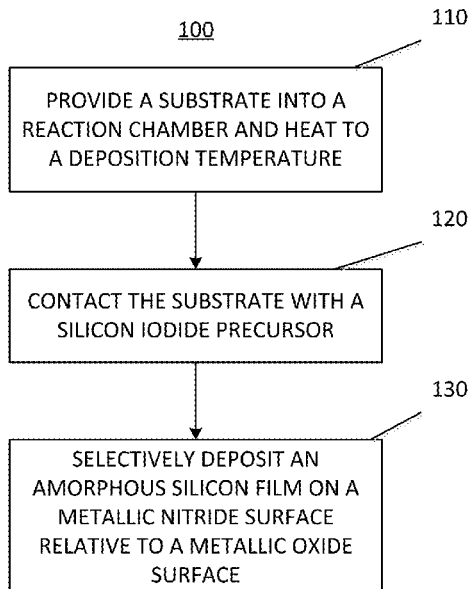 100
110
PROVIDE A SUBSTRATE INTO A
REACTION CHAMBER AND HEAT TO
A DEPOSITION TEMPERATURE
120
CONTACT THE SUBSTRATE WITH A
SILICON IODIDE PRECURSOR
130
SELECTIVELY DEPOSIT AN
AMORPHOUS SILICON FILM ON A
METALLIC NITRIDE SURFACE
RELATIVE TO A METALLIC OXIDE
SURFACE